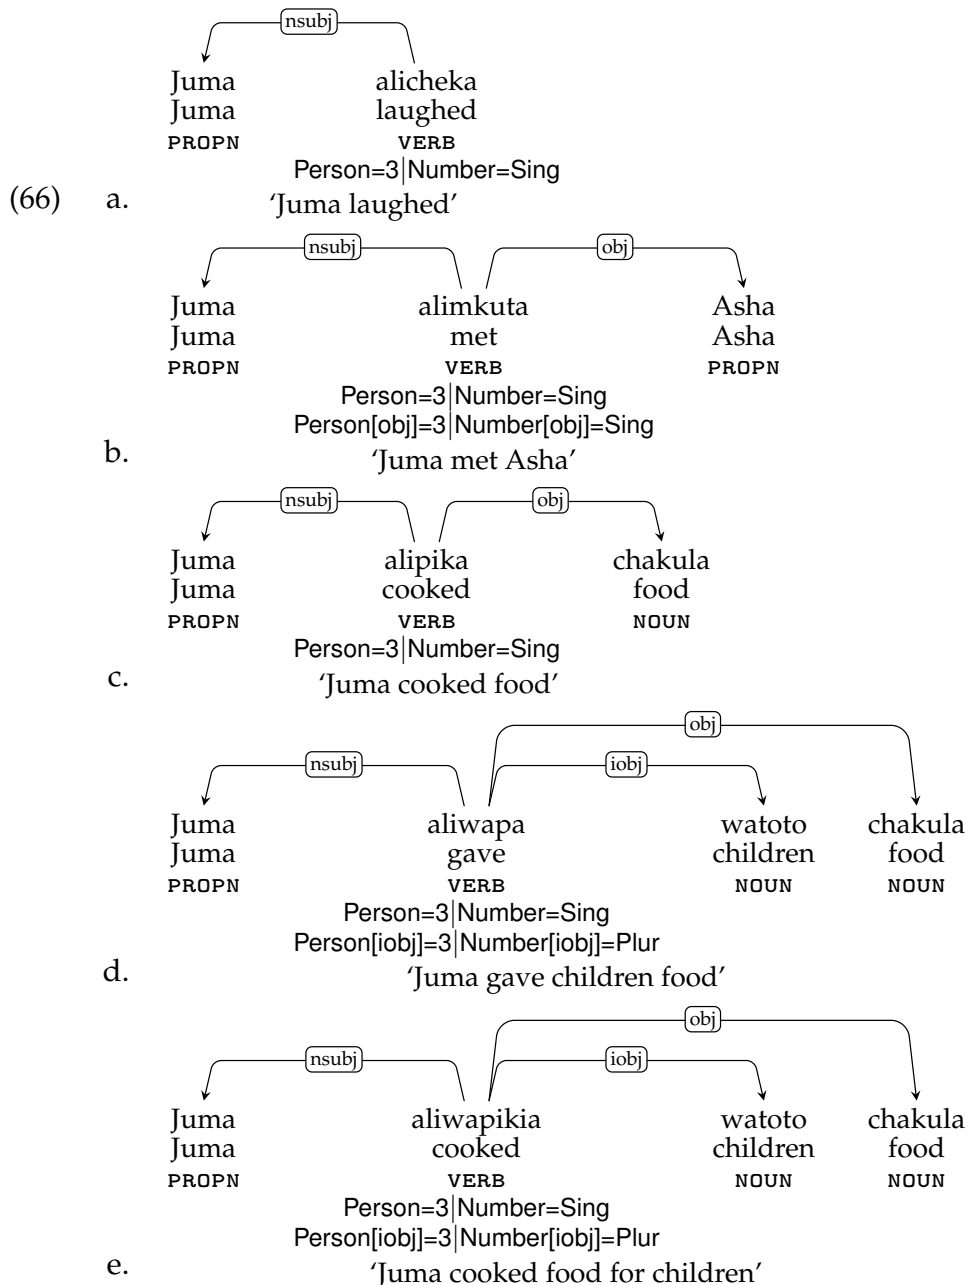 nsubj
Juma alicheka
Juma laughed
PROPN VERB
Person=3|Number=Sing
(66) a. ‘Juma laughed’
nsubj obj
Juma alimkuta Asha
Juma met Asha
PROPN VERB PROPN
Person=3|Number=Sing
Person[obj]=3|Number[obj]=Sing
b. ‘Juma met Asha’
nsubj obj
Juma alipika chakula
Juma cooked food
PROPN VERB NOUN
Person=3|Number=Sing
c. ‘Juma cooked food’
obj
nsubj iobj
Juma aliwapa watoto chakula
Juma gave children food
PROPN VERB NOUN NOUN
Person=3|Number=Sing
Person[iobj]=3|Number[iobj]=Plur
d. ‘Juma gave children food’
obj
nsubj iobj
Juma aliwapikia watoto chakula
Juma cooked children food
PROPN VERB NOUN NOUN
Person=3|Number=Sing
Person[iobj]=3|Number[iobj]=Plur
e. ‘Juma cooked food for children’